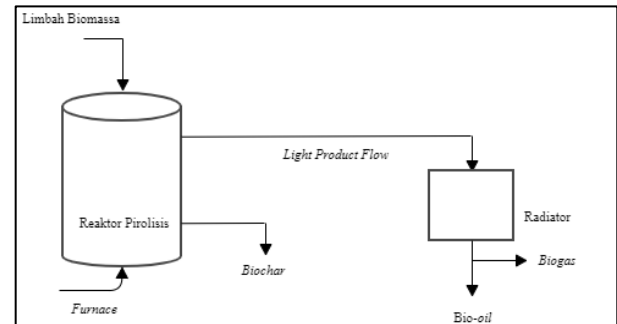 Limbah Biomassa
Light Product Flow
Reaktor Pirolisis
Radiator
Biochar
Biogas
Furnace
Bio-oil